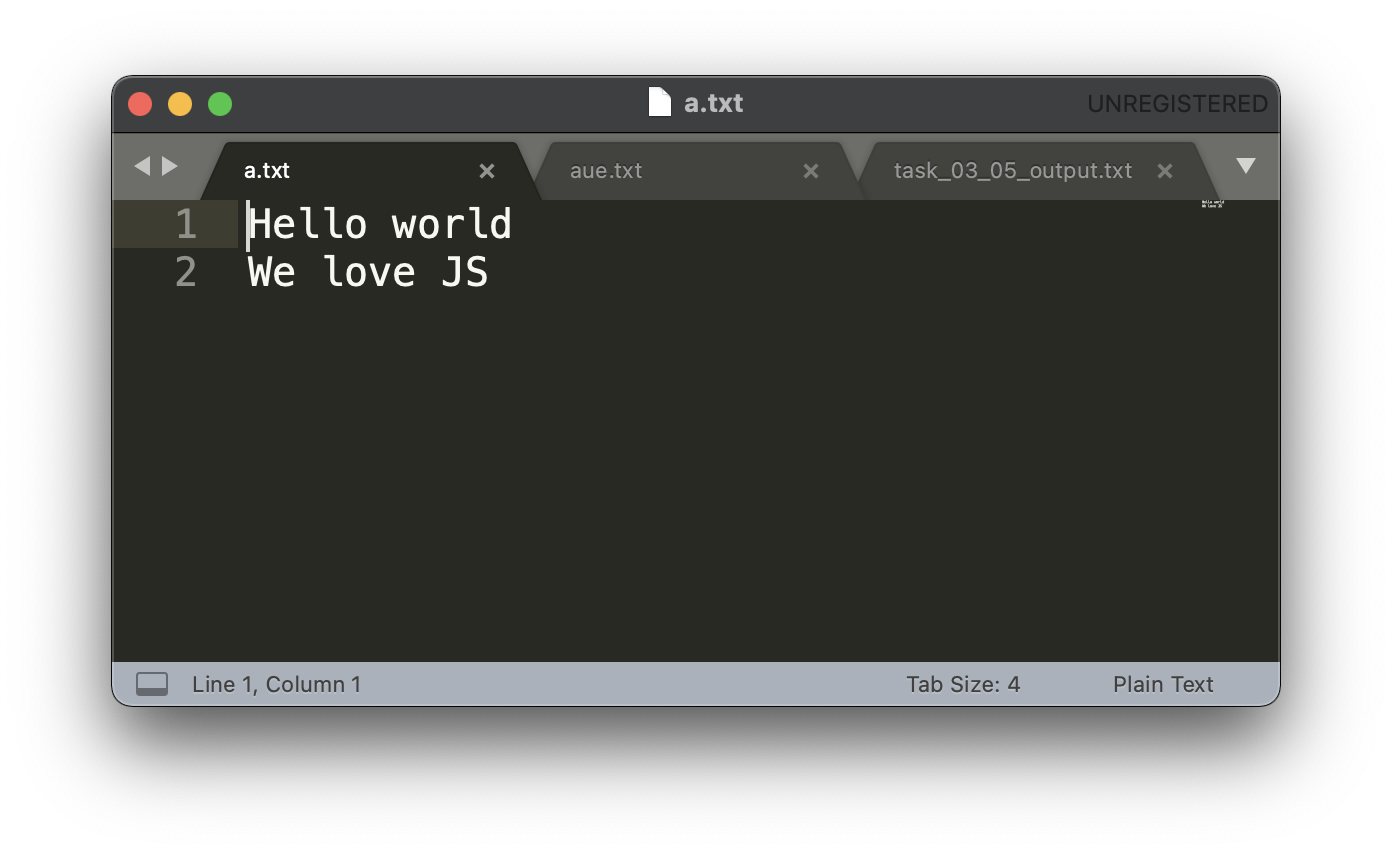 a.txt
UNREGISTERED
a.txt
aue.txt
task_03_05_output.txt
1 Hello world
2 We love JS
Line 1, Column 1
Tab Size: 4
Plain Text